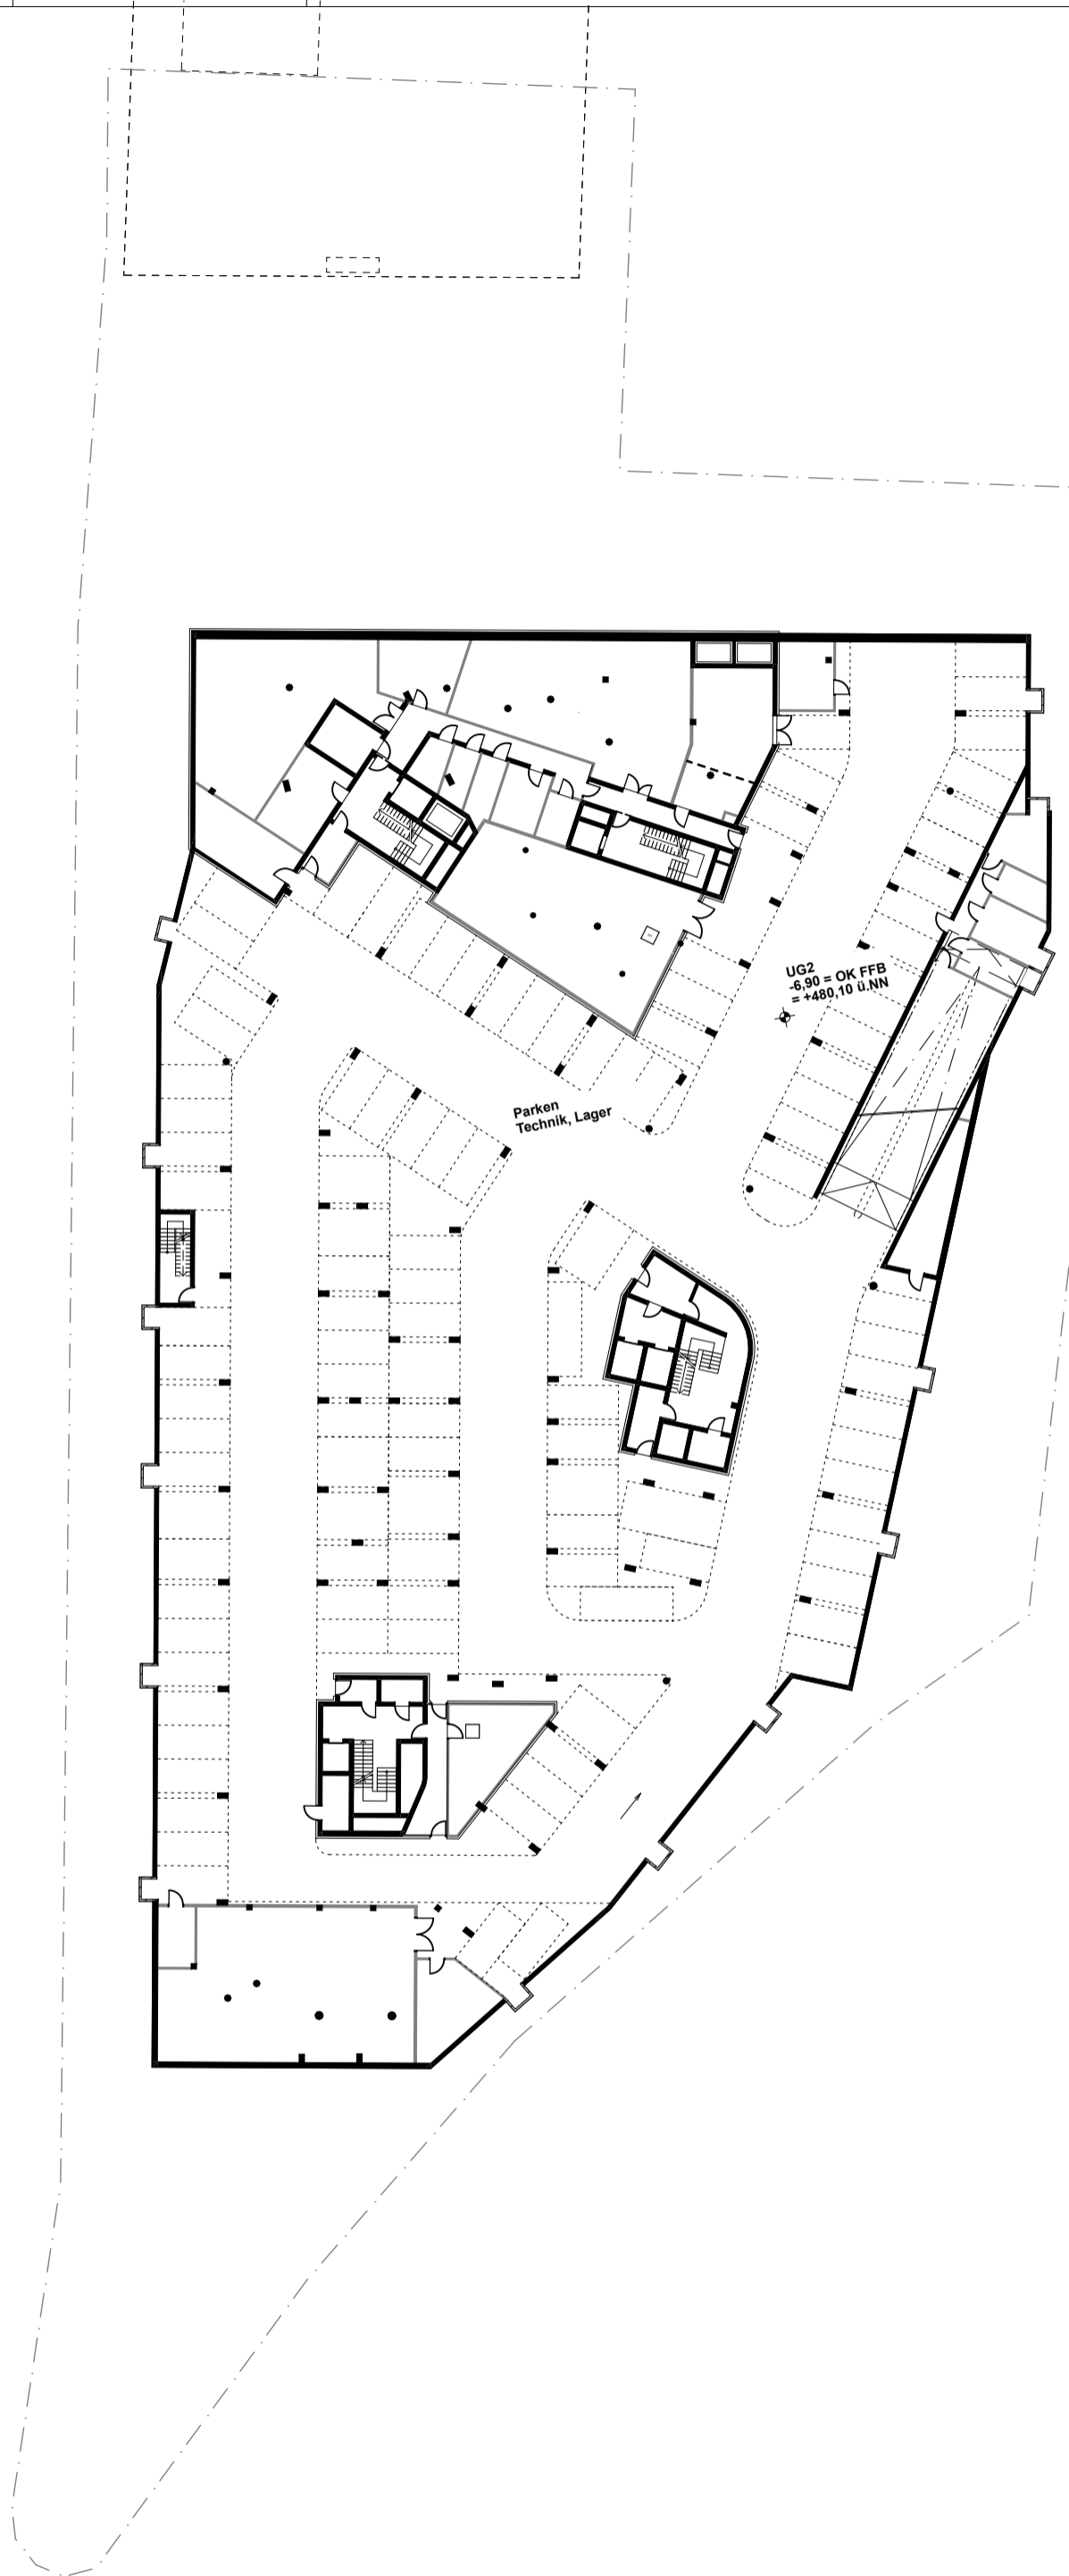 UG2
-6,90 = OK FFB
= +480,10 ü.NN
Parken
Technik, Lager